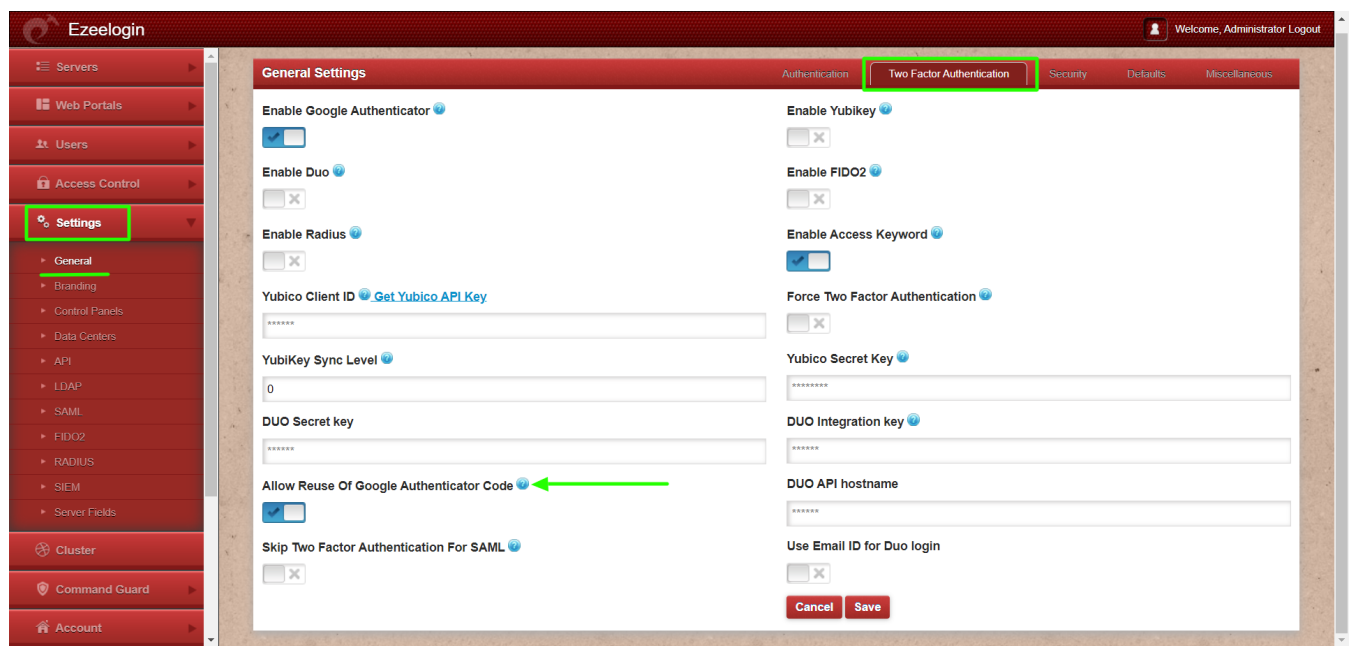 Ezeelogin
Welcome, Administrator Logout
Servers
Web Portals
Users
Access Control
Settings
General
Branding
Control Panels
Data Centers
API
LDAP
SAML
FIDO2
RADIUS
SIEM
Server Fields
Cluster
Command Guard
Account
General Settings
Authentication
Two Factor Authentication
Security
Defaults
Miscellaneous
Enable Google Authenticator
Enable Yubikey
Enable Duo
Enable FIDO2
Enable Radius
Enable Access Keyword
Yubico Client ID Get Yubico API Key
******
Force Two Factor Authentication
YubiKey Sync Level
0
Yubico Secret Key
********
DUO Secret key
******
DUO Integration key
******
Allow Reuse Of Google Authenticator Code
DUO API hostname
******
Skip Two Factor Authentication For SAML
Use Email ID for Duo login
Cancel
Save